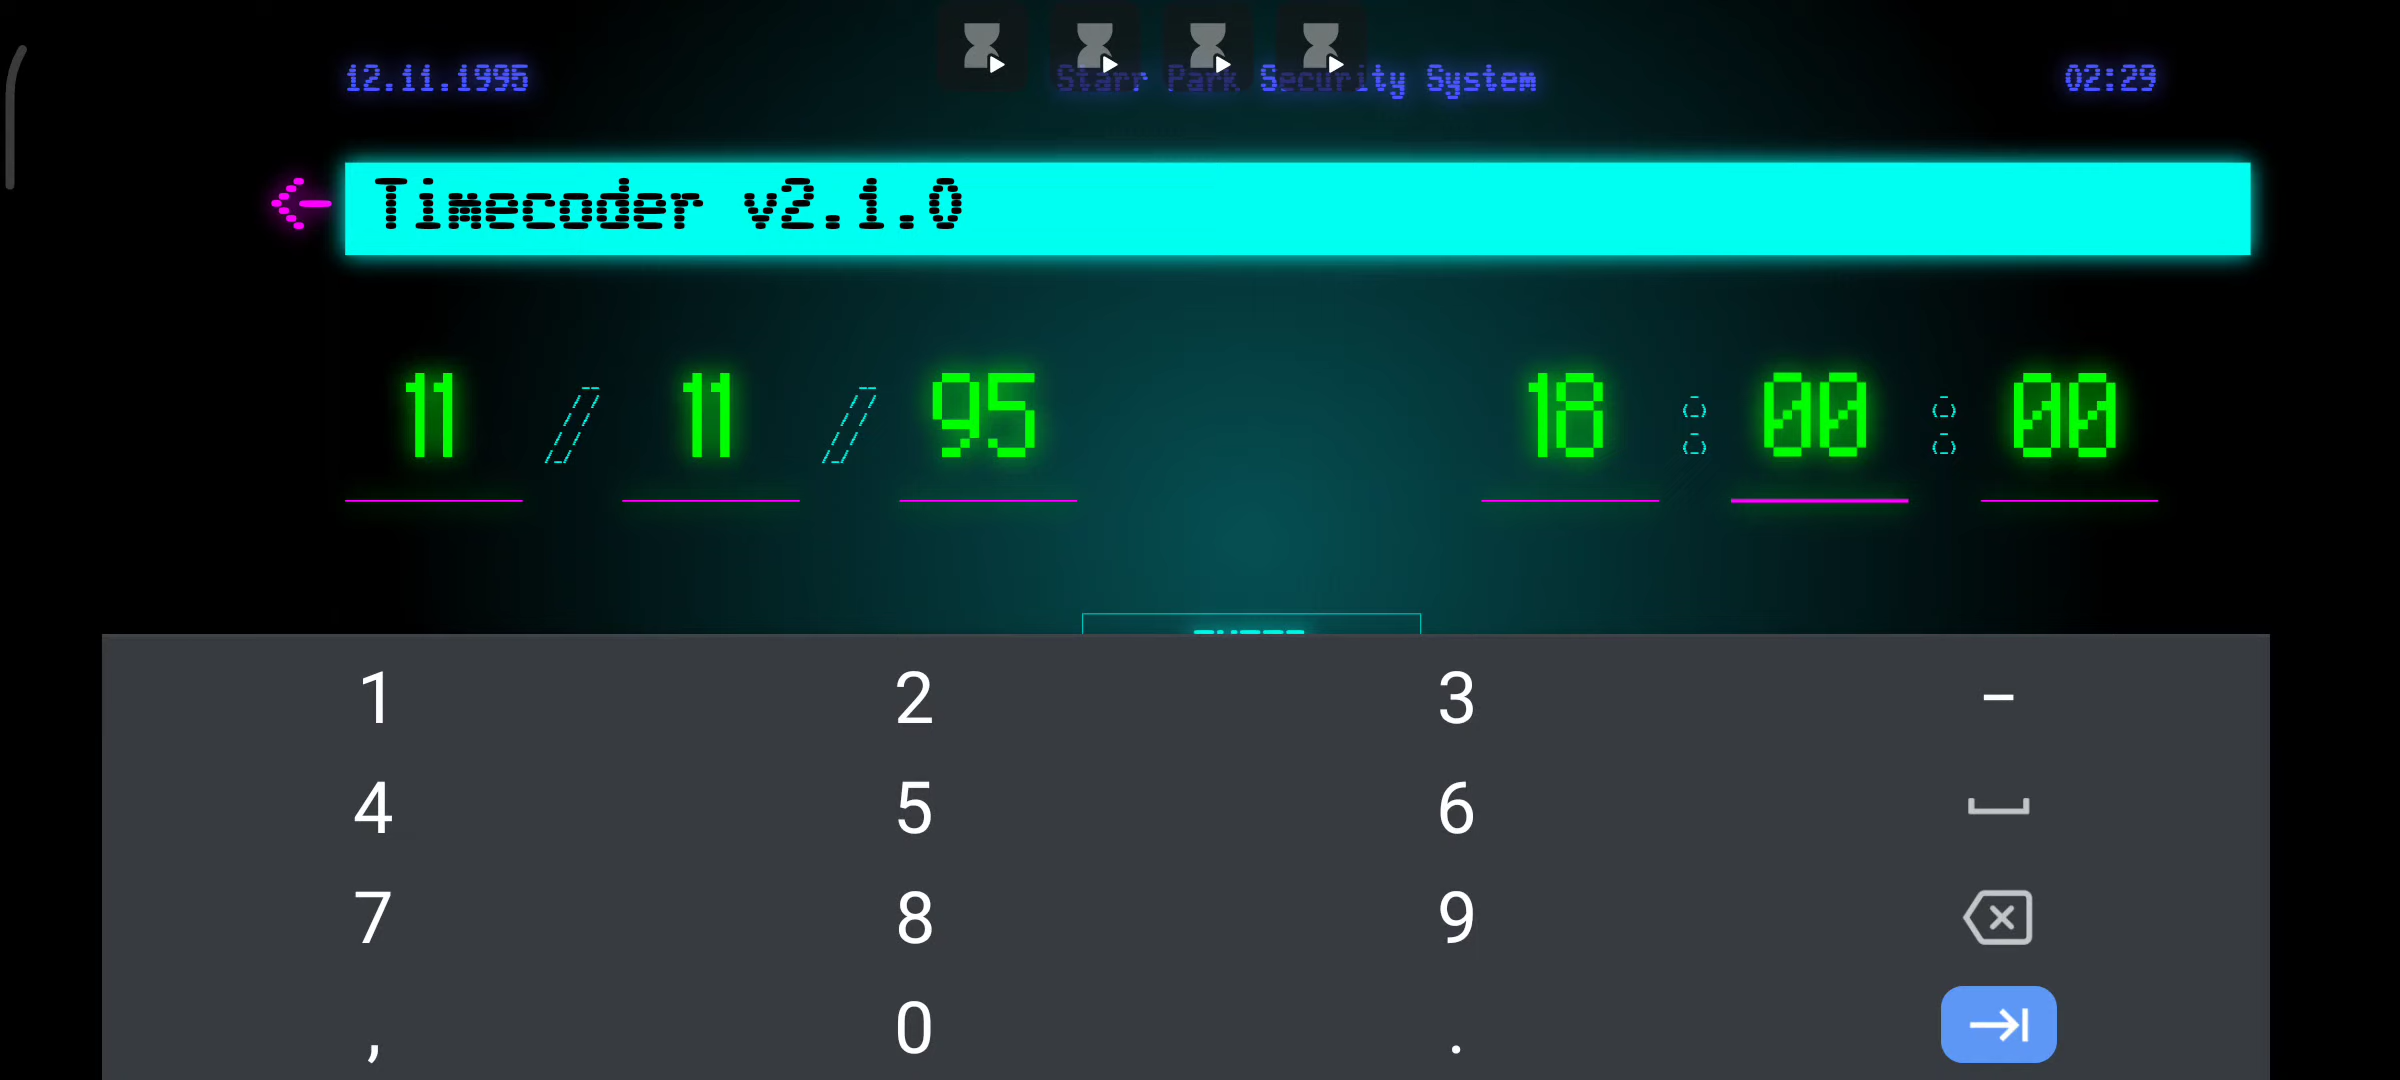 12.11.1995 Starr Park Security System 02:29
Timecoder v2.1.0
11 // 11 // 95 18 : 00 : 00
1 2 3 -
4 5 6
7 8 9
, 0 .